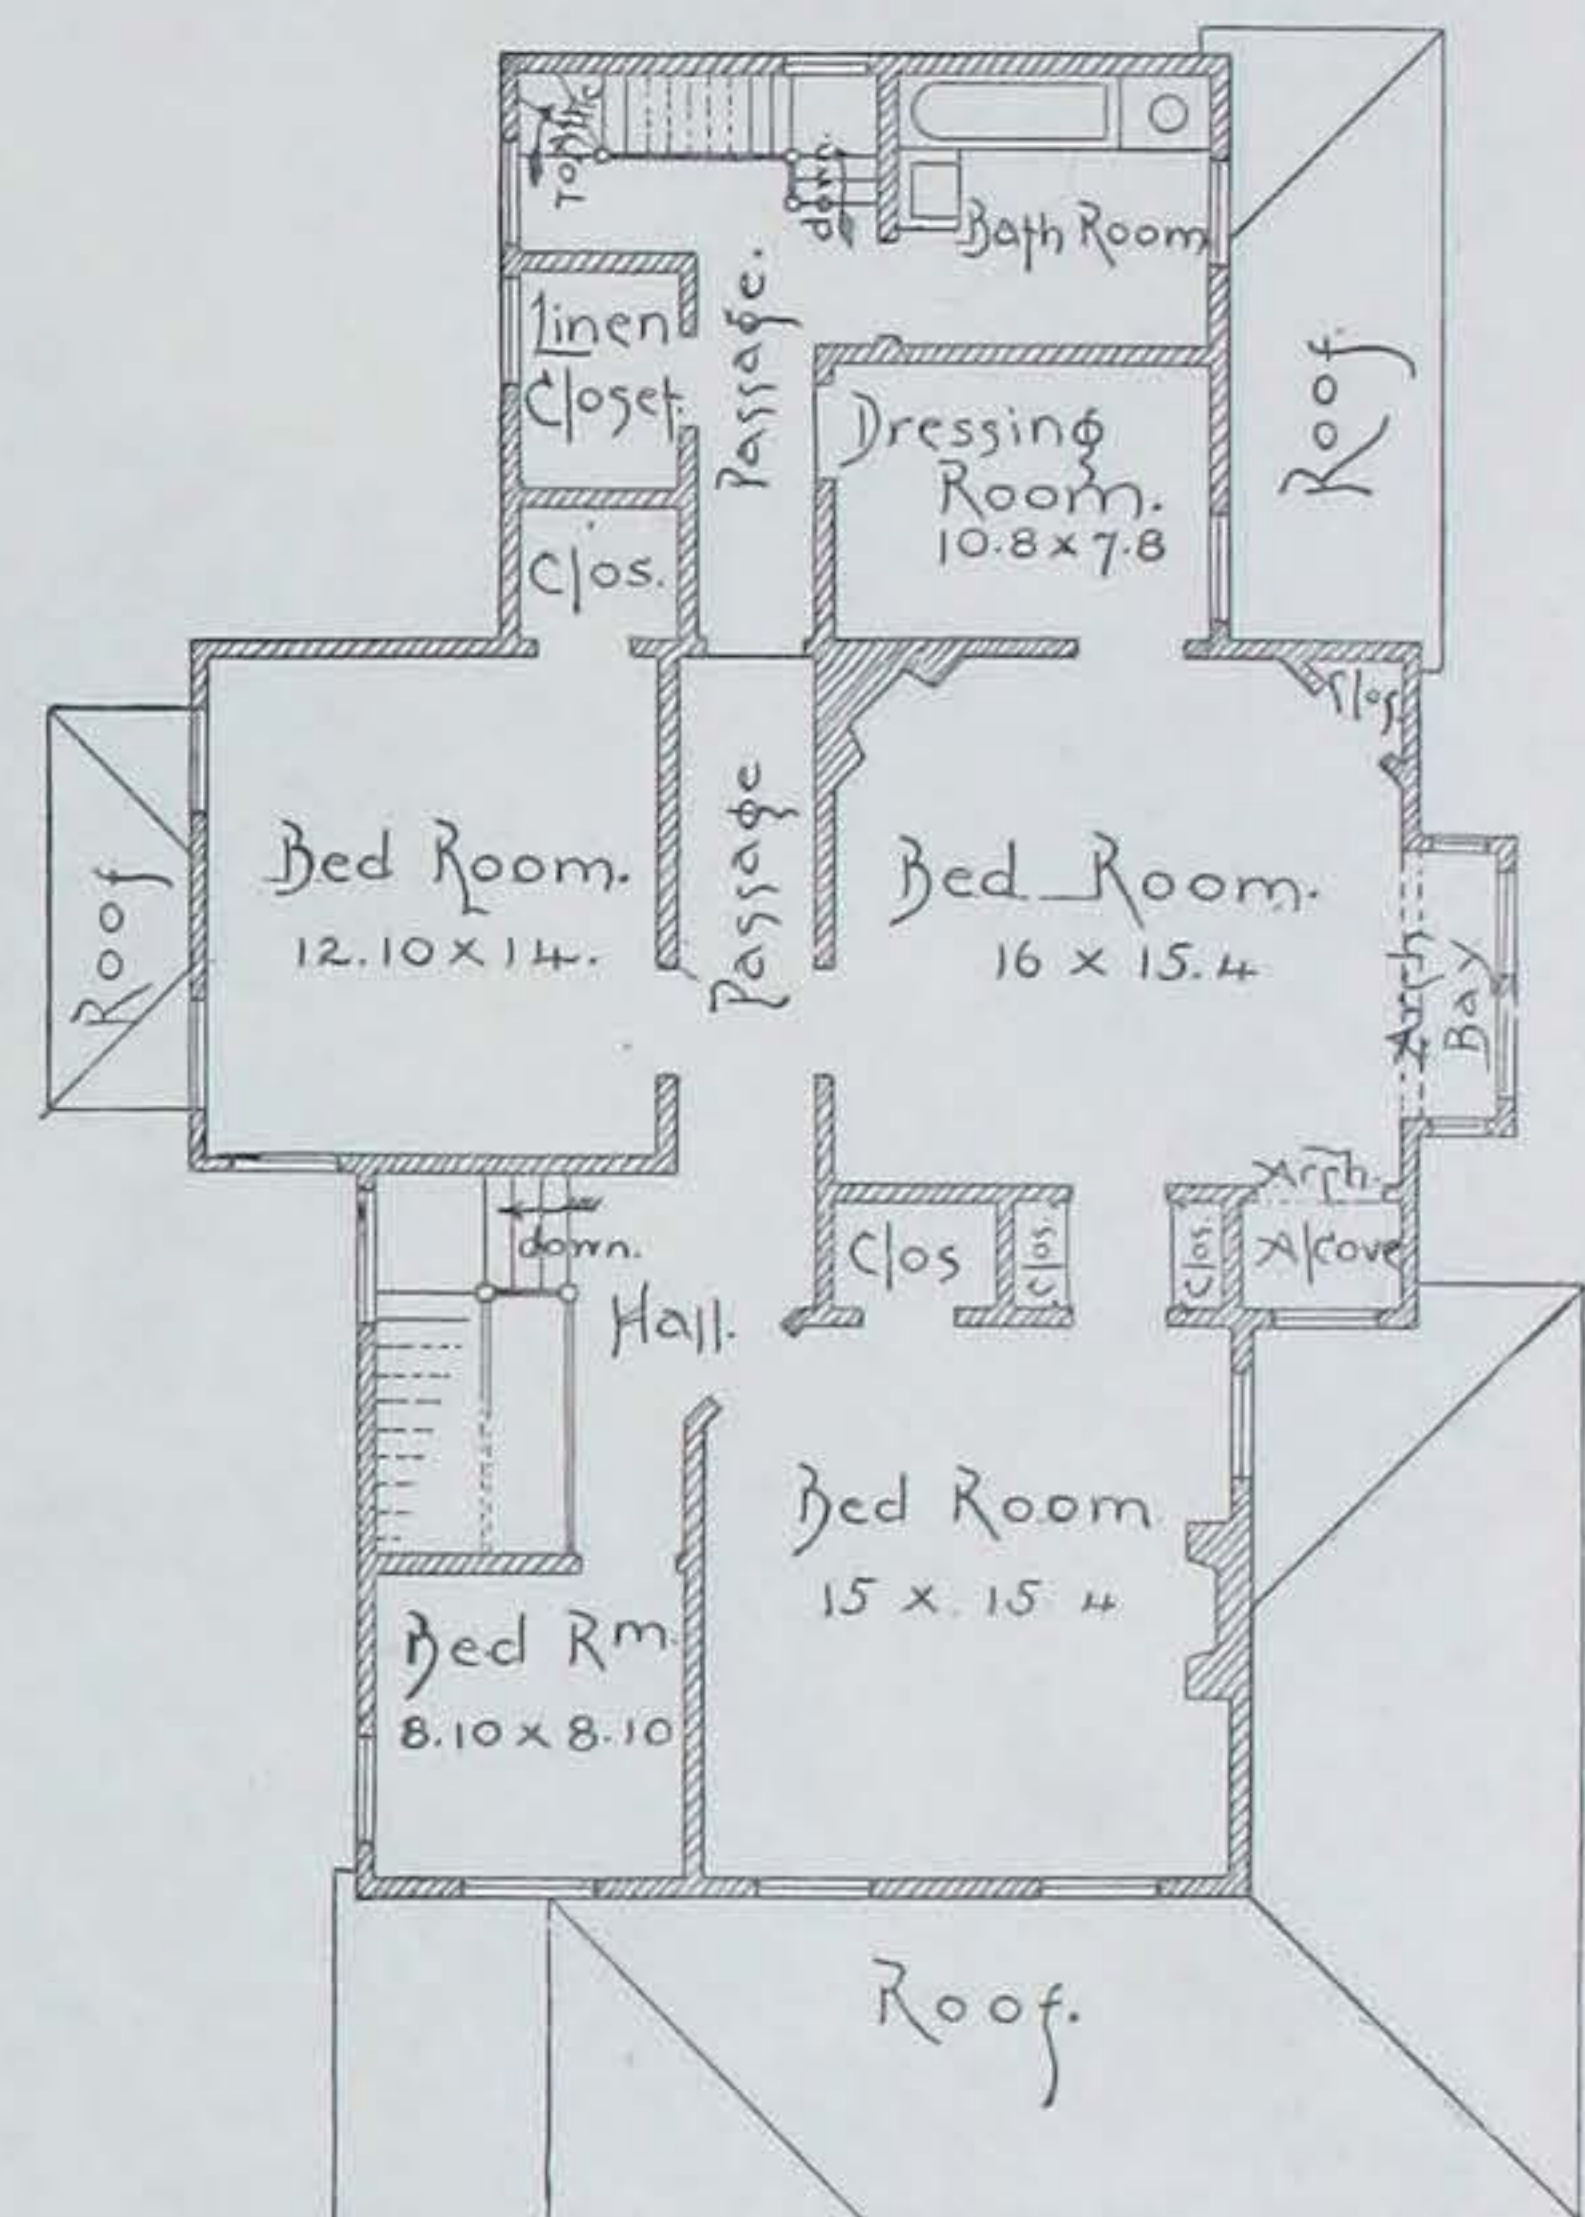 To Attic
down.
Bath Room
Linen
Closet.
Passage.
Dressing
Room.
10.8 x 7.8
Roof
Clos.
Clos.
Bed Room.
12.10 x 14.
Roof
Passage
Bed Room.
16 x 15.4
Arch
Bay
Arch.
Alcove
down.
Hall.
Clos
Clos.
Clos.
Bed Room
15 x 15 4
Bed Rm.
8.10 x 8.10
Roof.